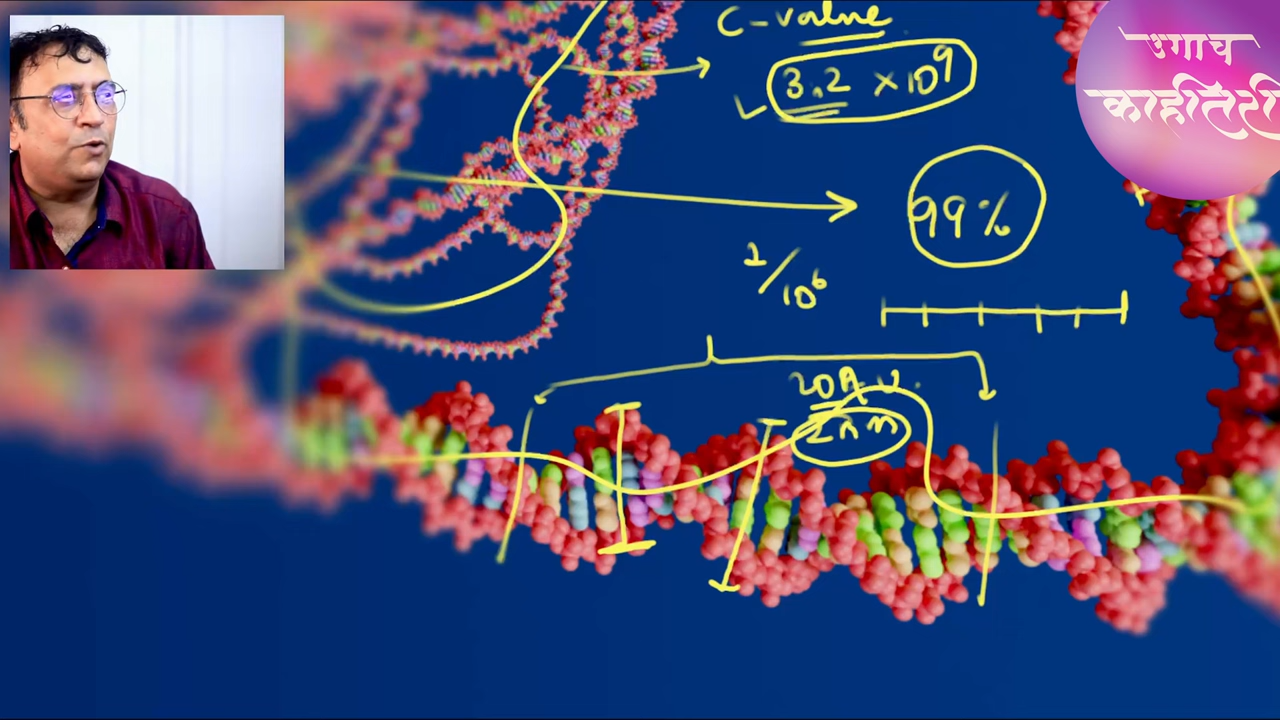 C-value
3.2 × 10⁹
99%
1/10⁶
20A
2nm
उगाच
काहीतरी